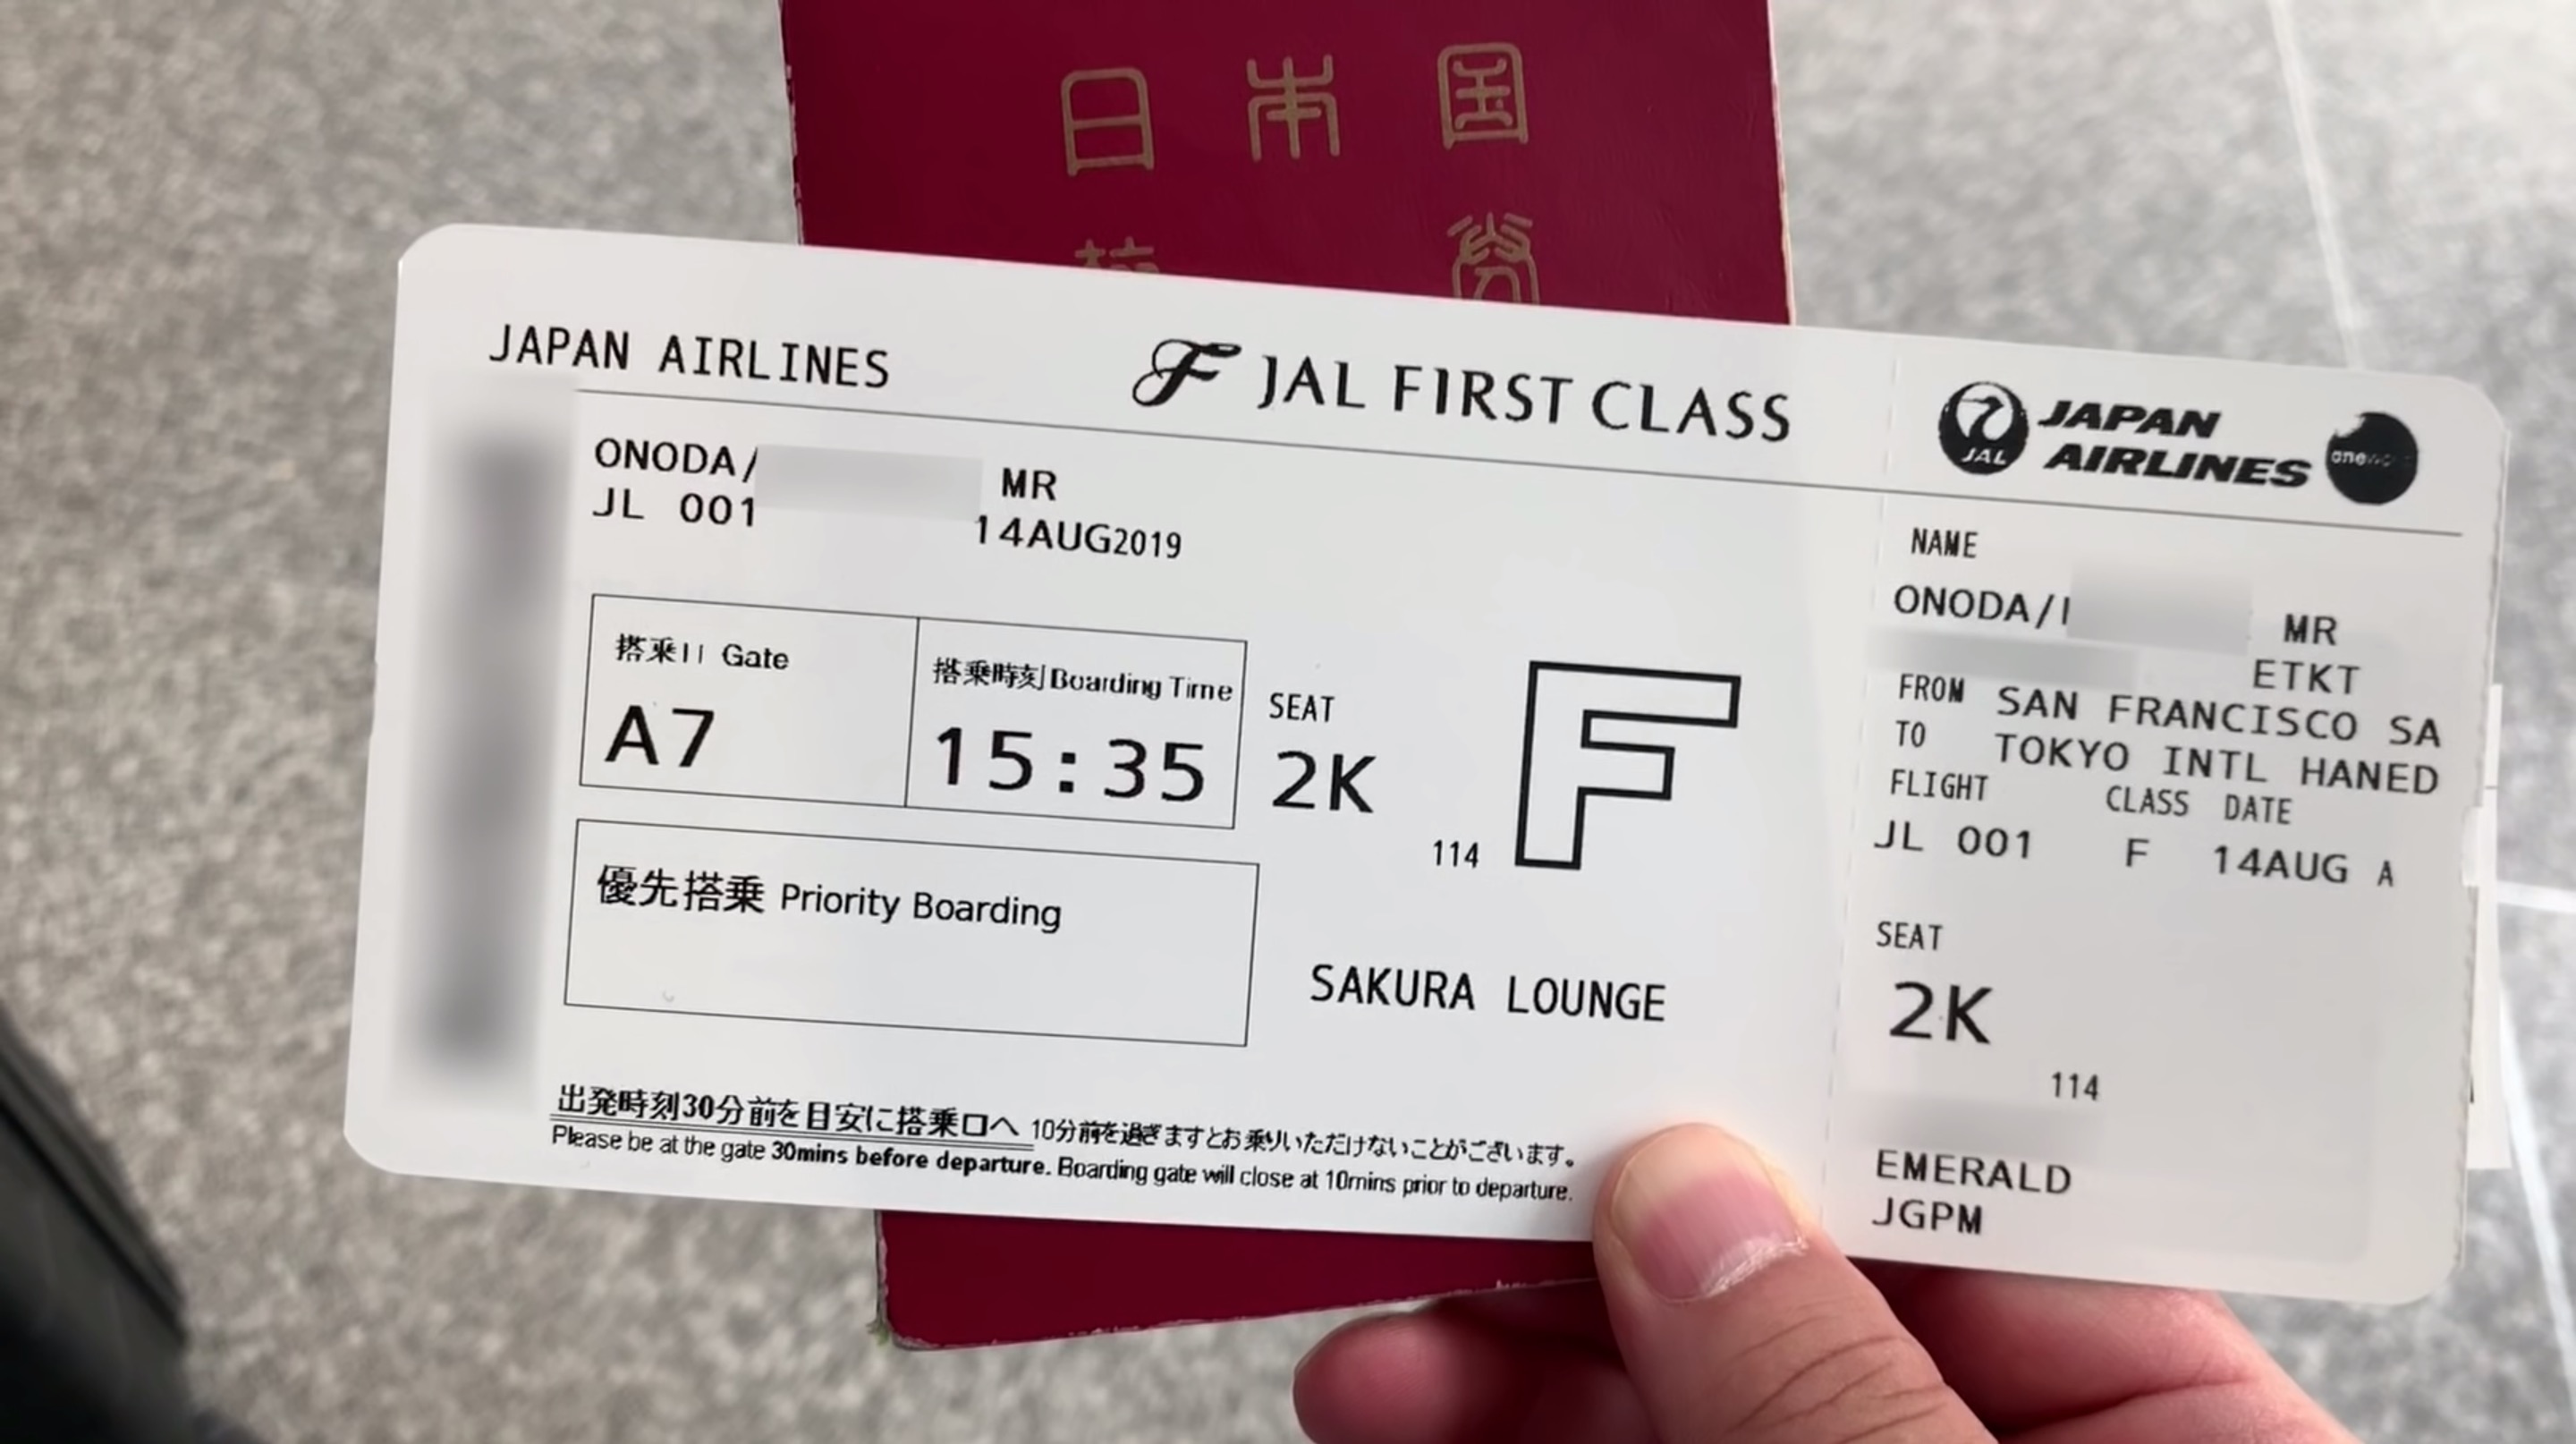 日本国
券
JAPAN AIRLINES
JAL FIRST CLASS
ONODA/ MR
JL 001 14AUG2019
搭乗口 Gate
A7
搭乗時刻 Boarding Time
15:35
SEAT
2K
114
F
優先搭乗 Priority Boarding
SAKURA LOUNGE
出発時刻30分前を目安に搭乗口へ 10分前を過ぎますとお乗りいただけないことがございます。
Please be at the gate 30mins before departure. Boarding gate will close at 10mins prior to departure.
JAL
JAPAN
AIRLINES
NAME
ONODA/ MR
ETKT
FROM SAN FRANCISCO SA
TO TOKYO INTL HANED
FLIGHT CLASS DATE
JL 001 F 14AUG A
SEAT
2K
114
EMERALD
JGPM